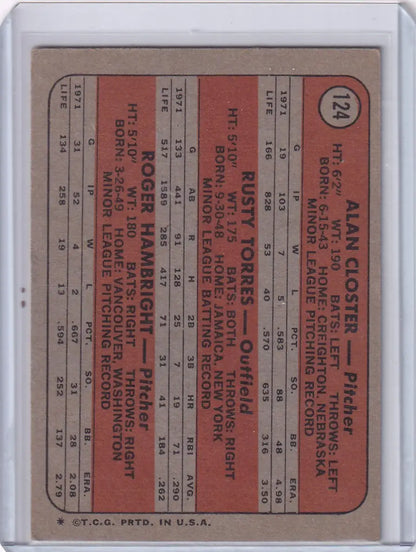 124
ALAN CLOSTER — Pitcher
HT: 6'2" WT: 190 BATS: LEFT THROWS: LEFT
BORN: 6-15-43 HOME: CREIGHTON, NEBRASKA
MINOR LEAGUE PITCHING RECORD
G IP W L PCT. SO. BB. ERA.
1971 19 103 7 5 .583 88 48 4.98
LIFE 166 828 53 40 .570 635 316 3.50
RUSTY TORRES — Outfield
HT: 5'10" WT: 175 BATS: BOTH THROWS: RIGHT
BORN: 9-30-48 HOME: JAMAICA, NEW YORK
MINOR LEAGUE BATTING RECORD
G AB R H 2B 3B HR RBI AVG.
1971 133 441 91 128 25 7 19 71 .290
LIFE 517 1589 285 417 71 31 41 184 .262
ROGER HAMBRIGHT — Pitcher
HT: 5'10" WT: 180 BATS: RIGHT THROWS: RIGHT
BORN: 3-26-49 HOME: VANCOUVER, WASHINGTON
MINOR LEAGUE PITCHING RECORD
G IP W L PCT. SO. BB. ERA.
1971 31 52 4 2 .667 31 28 2.08
LIFE 134 258 19 13 .594 252 137 2.79
* ©T.C.G. PRTD. IN U.S.A.